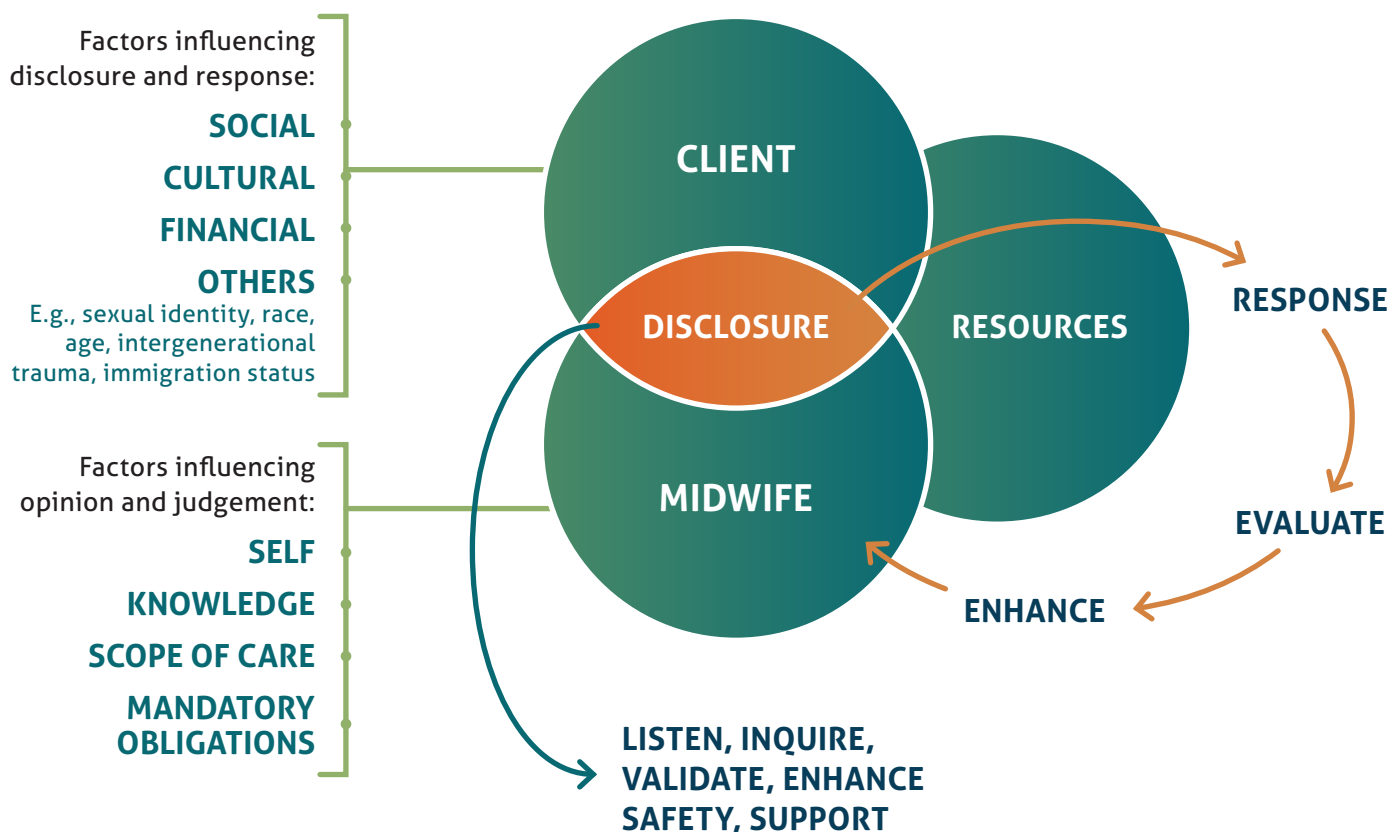 Factors influencing
disclosure and response:
SOCIAL
CULTURAL
FINANCIAL
OTHERS
E.g., sexual identity, race,
age, intergenerational
trauma, immigration status
Factors influencing
opinion and judgement:
SELF
KNOWLEDGE
SCOPE OF CARE
MANDATORY
OBLIGATIONS
CLIENT
DISCLOSURE
RESOURCES
MIDWIFE
RESPONSE
EVALUATE
ENHANCE
LISTEN, INQUIRE,
VALIDATE, ENHANCE
SAFETY, SUPPORT